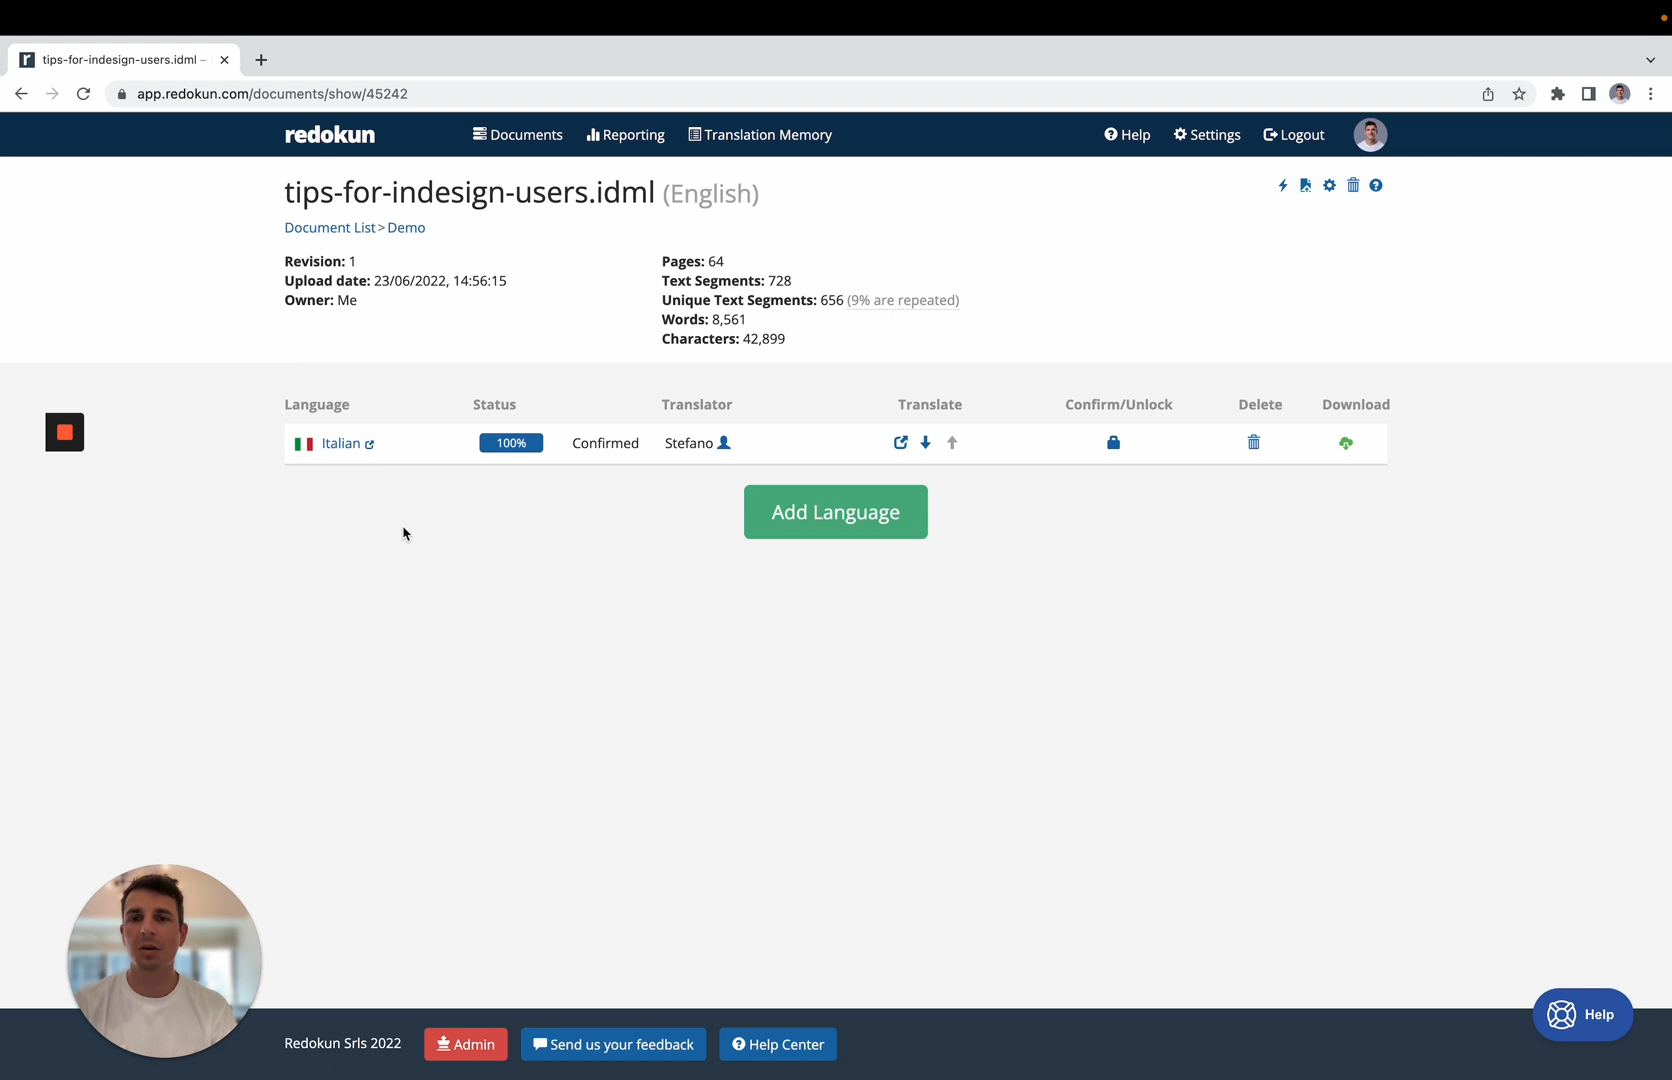 tips-for-indesign-users.idml –
app.redokun.com/documents/show/45242
redokun Documents Reporting Translation Memory Help Settings Logout
tips-for-indesign-users.idml (English)
Document List > Demo
Revision: 1
Upload date: 23/06/2022, 14:56:15
Owner: Me
Pages: 64
Text Segments: 728
Unique Text Segments: 656 (9% are repeated)
Words: 8,561
Characters: 42,899
Language Status Translator Translate Confirm/Unlock Delete Download
Italian 100% Confirmed Stefano
Add Language
Help
Redokun Srls 2022 Admin Send us your feedback Help Center